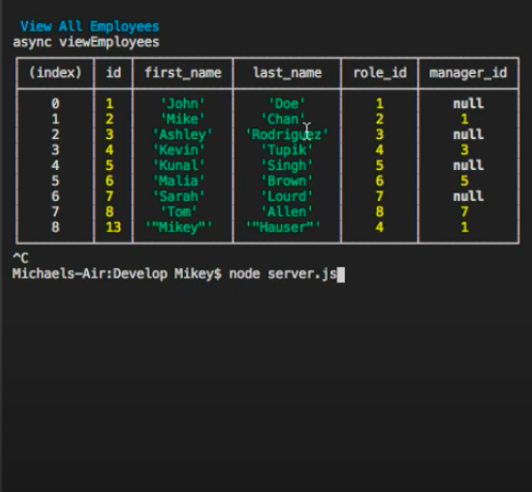 View All Employees
async viewEmployees
(index) id first_name last_name role_id manager_id
0 1 'John' 'Doe' 1 null
1 2 'Mike' 'Chan' 2 1
2 3 'Ashley' 'Rodriguez' 3 null
3 4 'Kevin' 'Tupik' 4 3
4 5 'Kunal' 'Singh' 5 null
5 6 'Malia' 'Brown' 6 5
6 7 'Sarah' 'Lourd' 7 null
7 8 'Tom' 'Allen' 8 7
8 13 '"Mikey"' '"Hauser"' 4 1
^C
Michaels-Air:Develop Mikey$ node server.js